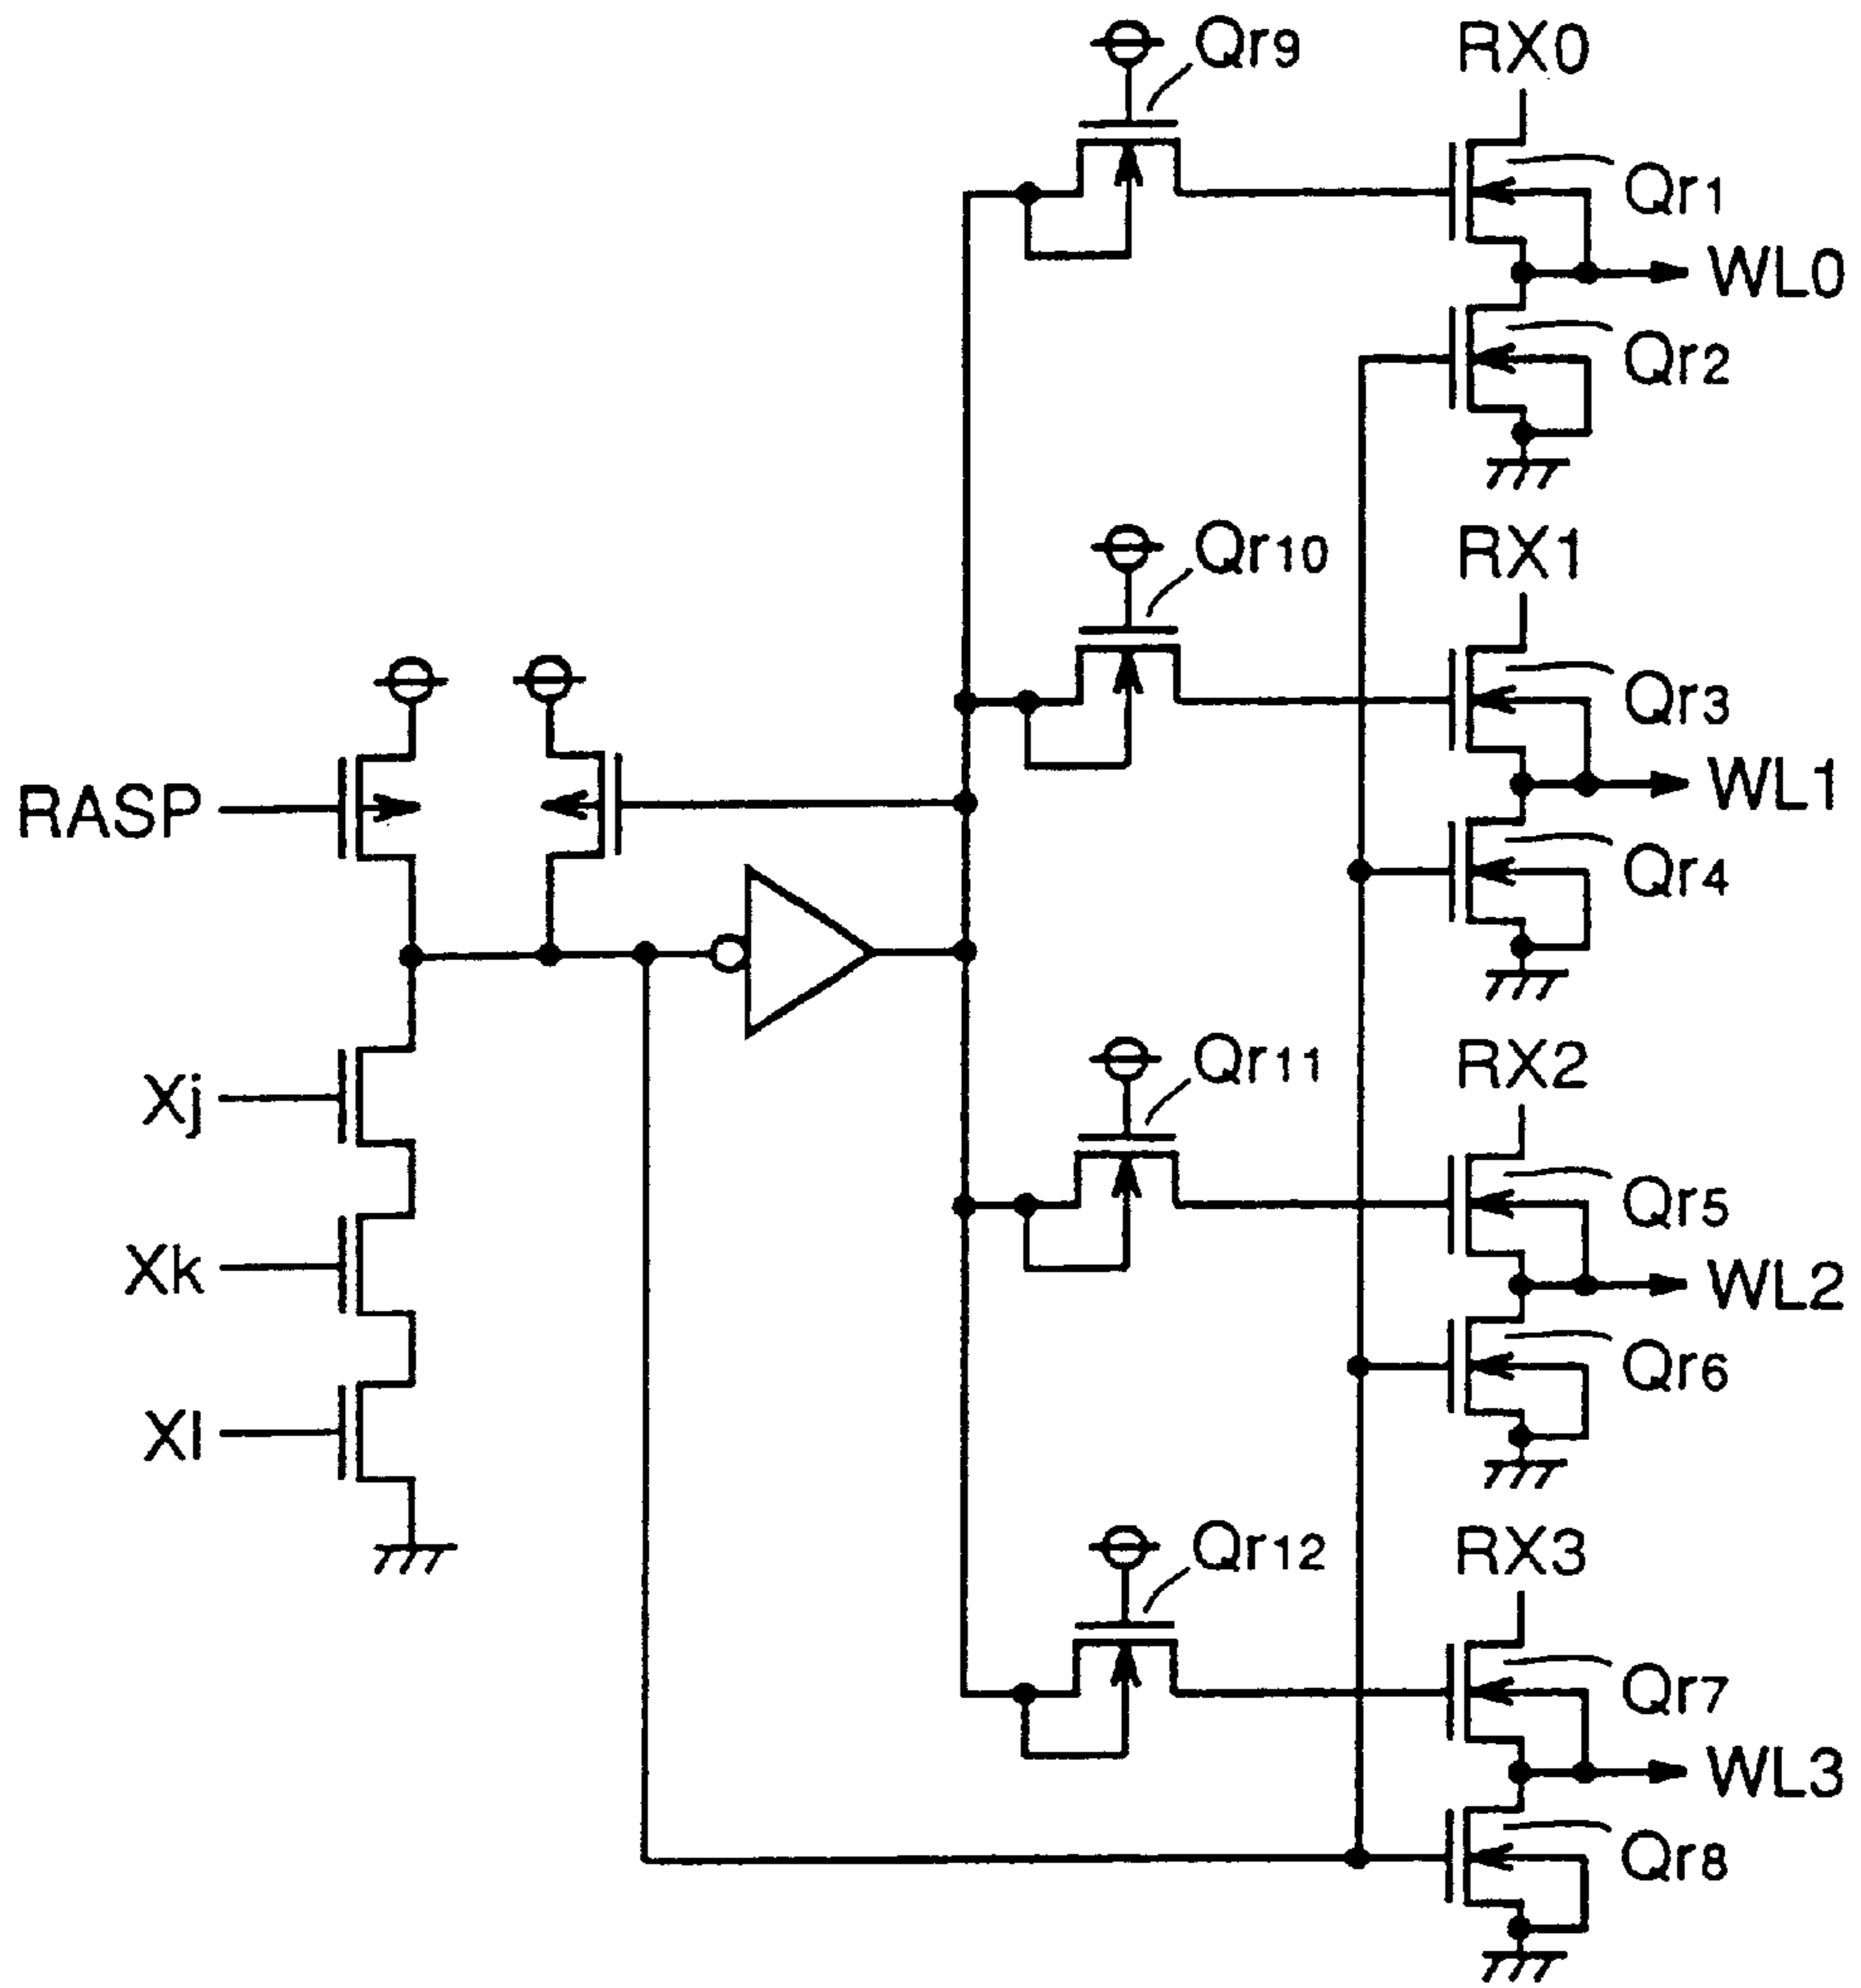 Qr9
RX0
Qr1
WL0
Qr2
Qr10
RX1
Qr3
RASP
WL1
Qr4
Qr11
RX2
Xj
Qr5
Xk
WL2
Qr6
Xl
Qr12
RX3
Qr7
WL3
Qr8